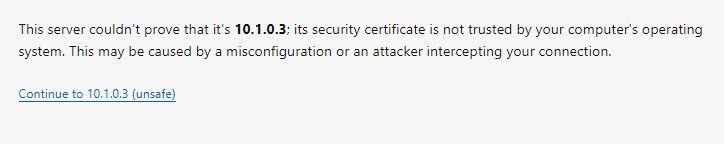 This server couldn't prove that it's 10.1.0.3; its security certificate is not trusted by your computer's operating
system. This may be caused by a misconfiguration or an attacker intercepting your connection.
Continue to 10.1.0.3 (unsafe)